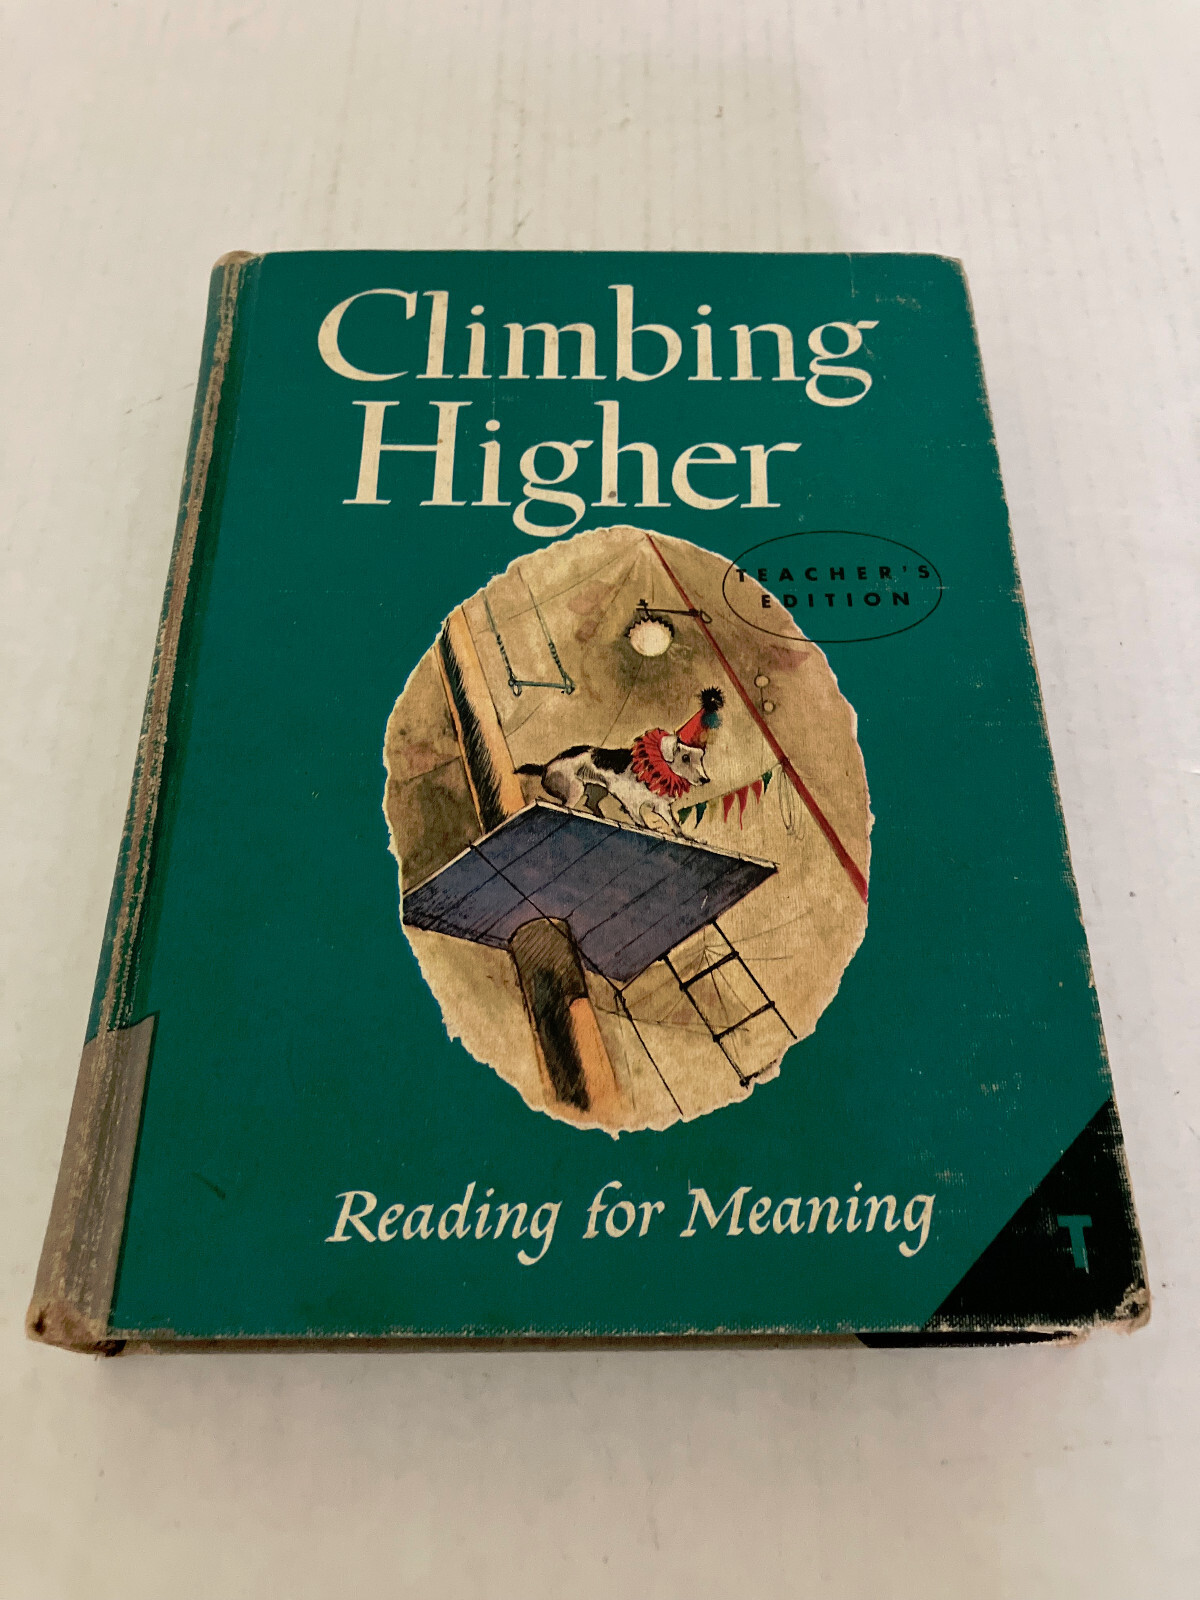 Climbing
Higher
TEACHER'S
EDITION
Reading for Meaning
T